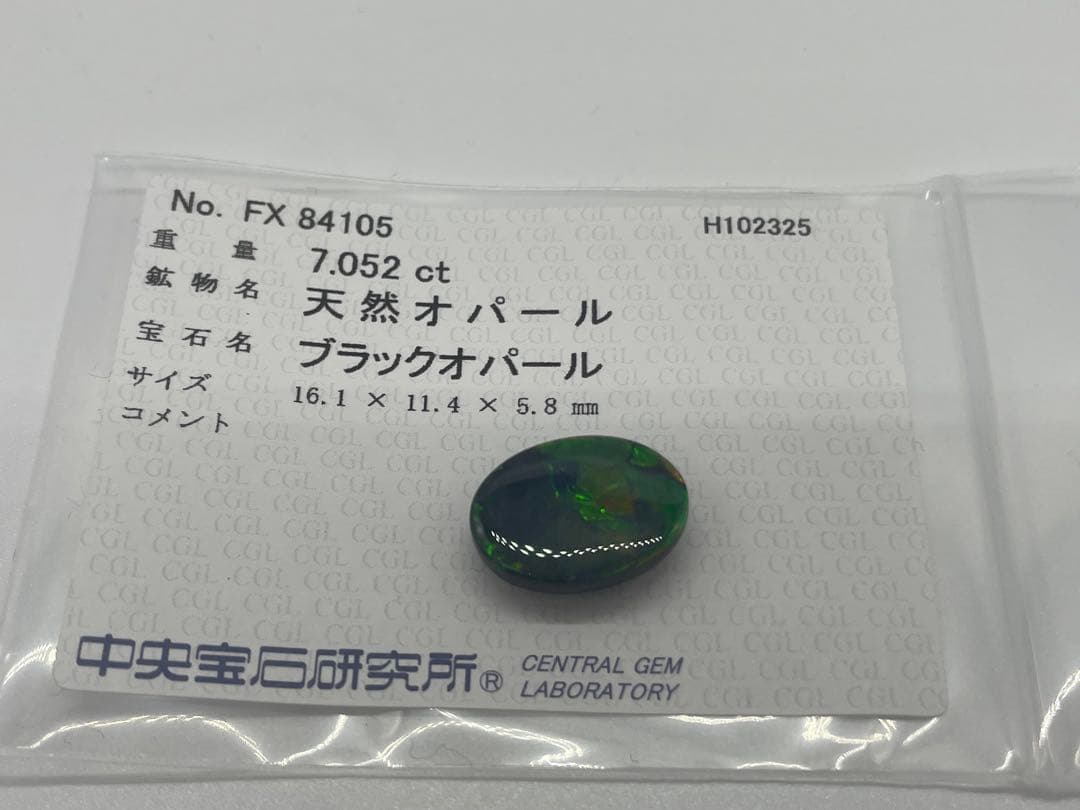 No. FX 84105 H102325
重量 7.052 ct
鉱物名 天然オパール
宝石名 ブラックオパール
サイズ 16.1 × 11.4 × 5.8 mm
コメント
中央宝石研究所® CENTRAL GEM
LABORATORY